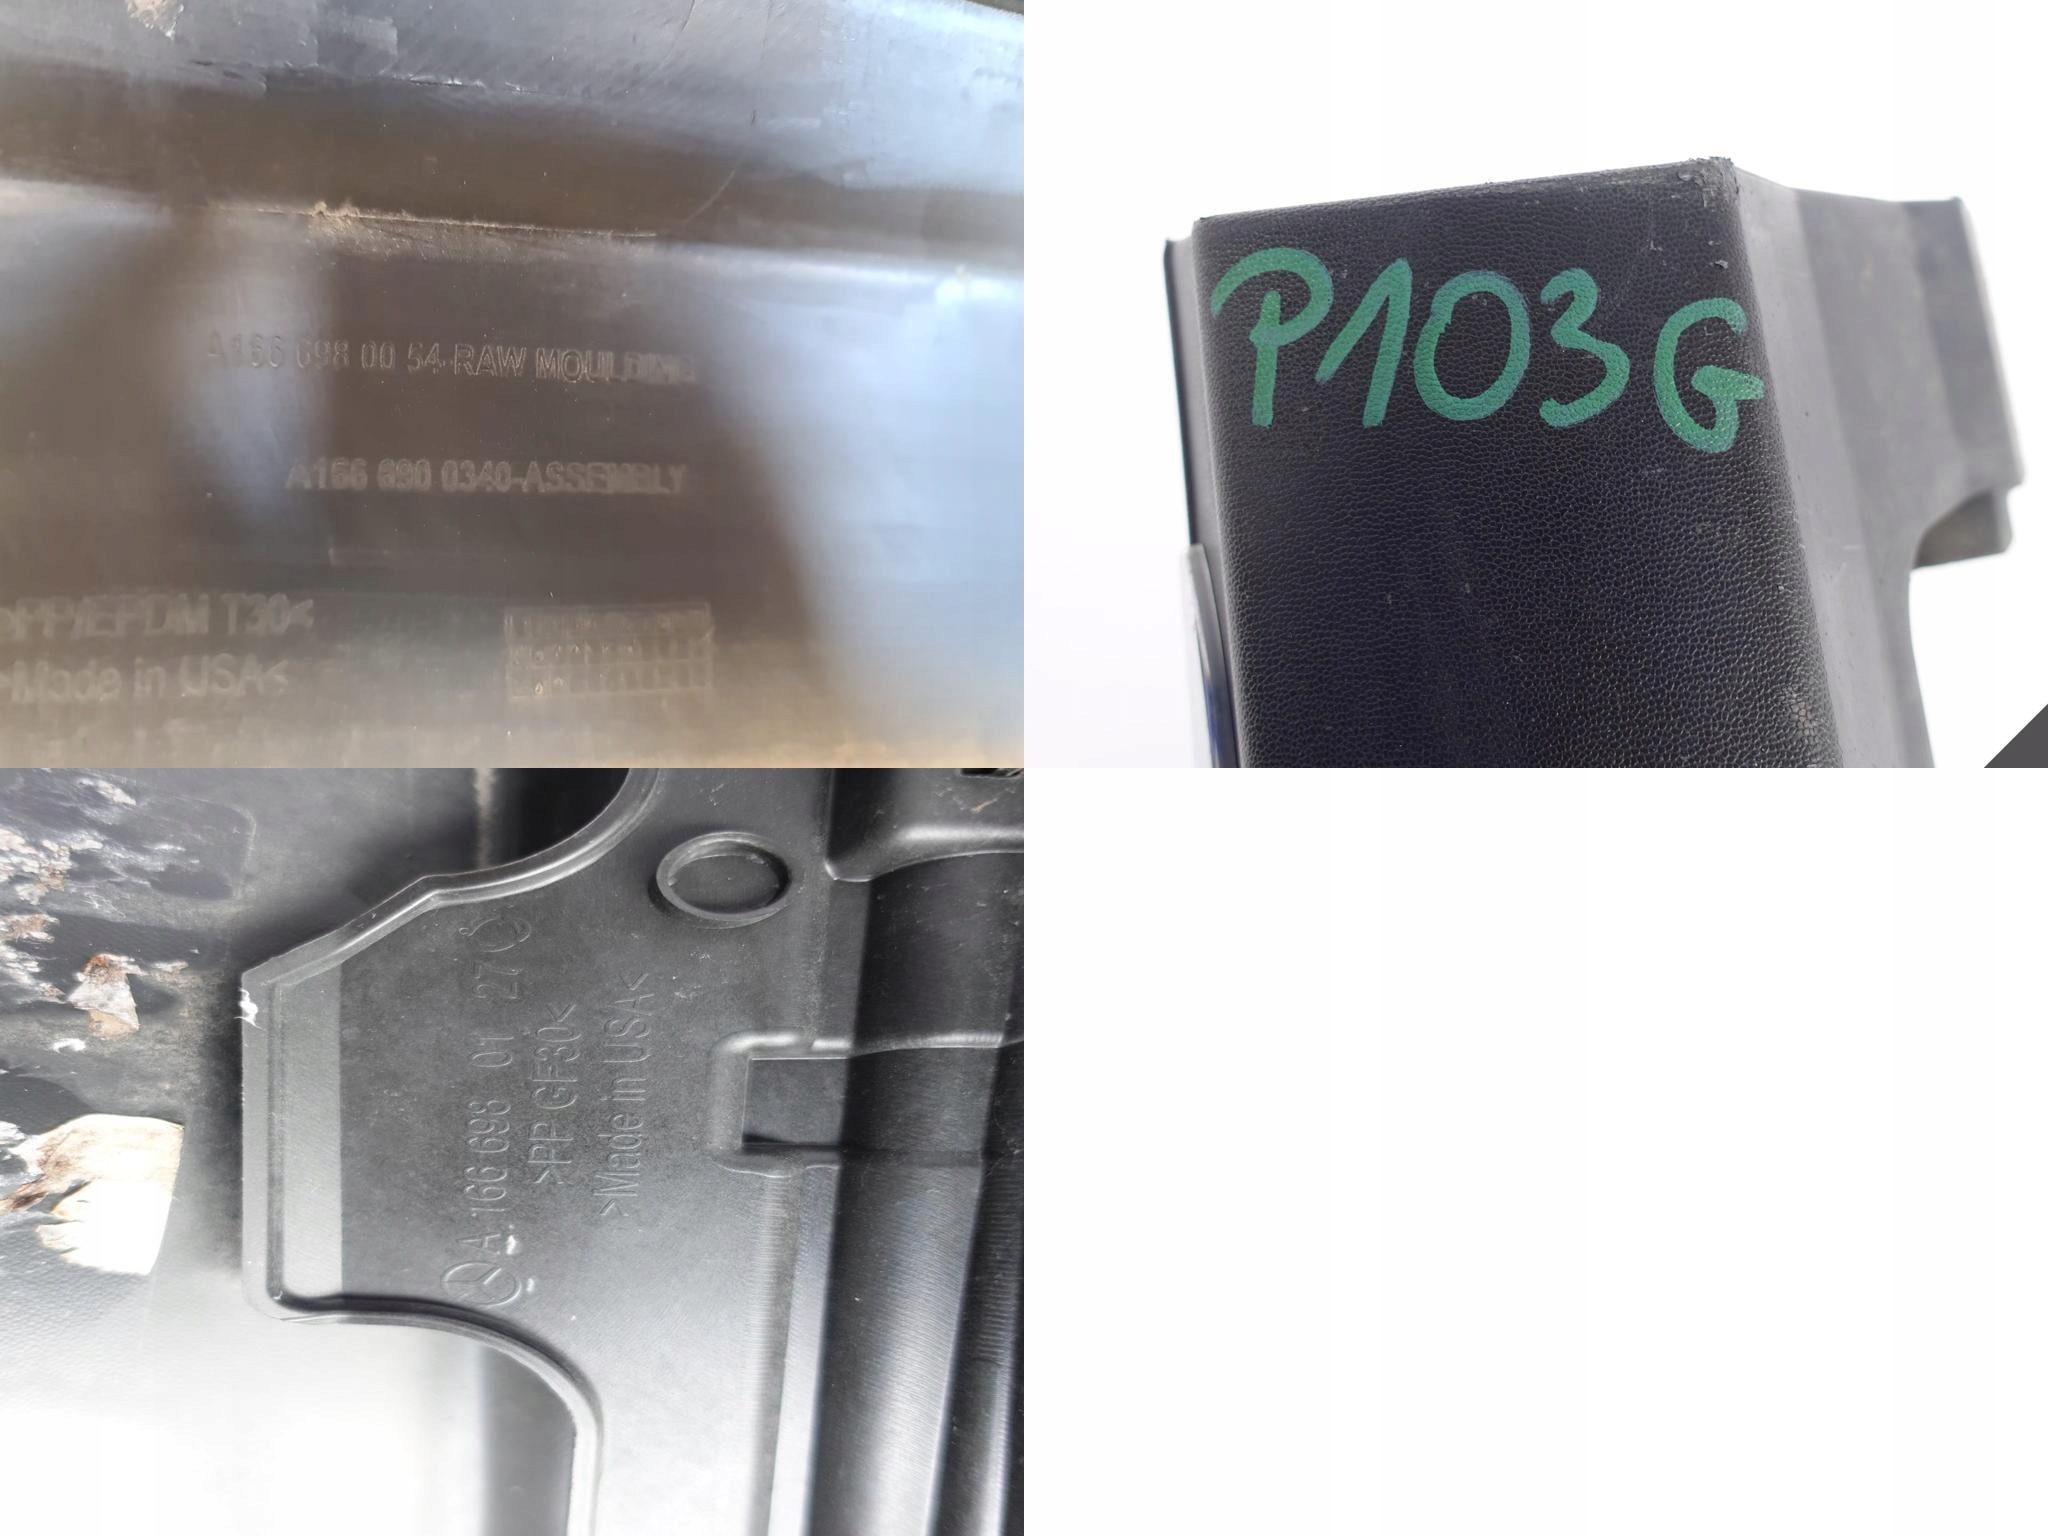 A166 698 00 54-RAW MOULDING
A166 690 0340-ASSEMBLY
>PP/EPDM T30<
>Made in USA<
P103G
A 166 698 01 27
>PP GF30<
>Made in USA<